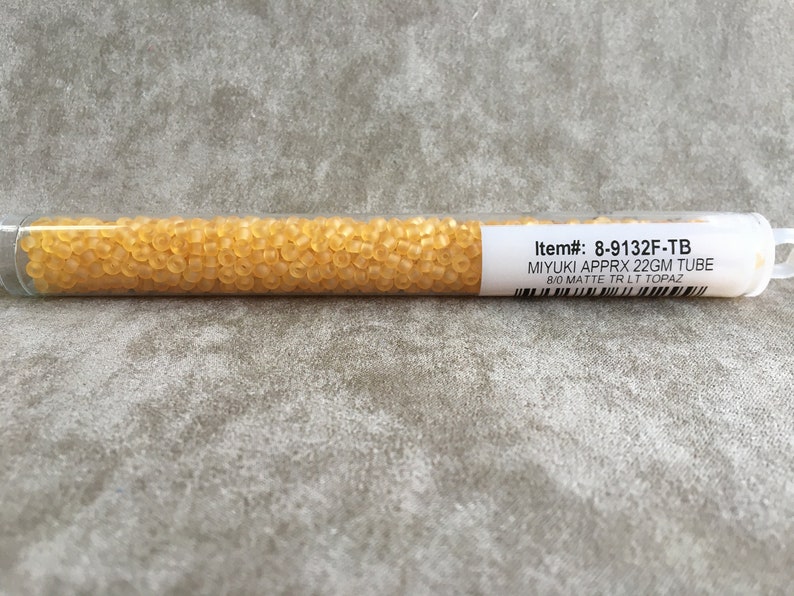 Item#: 8-9132F-TB
MIYUKI APPRX 22GM TUBE
8/0 MATTE TR LT TOPAZ